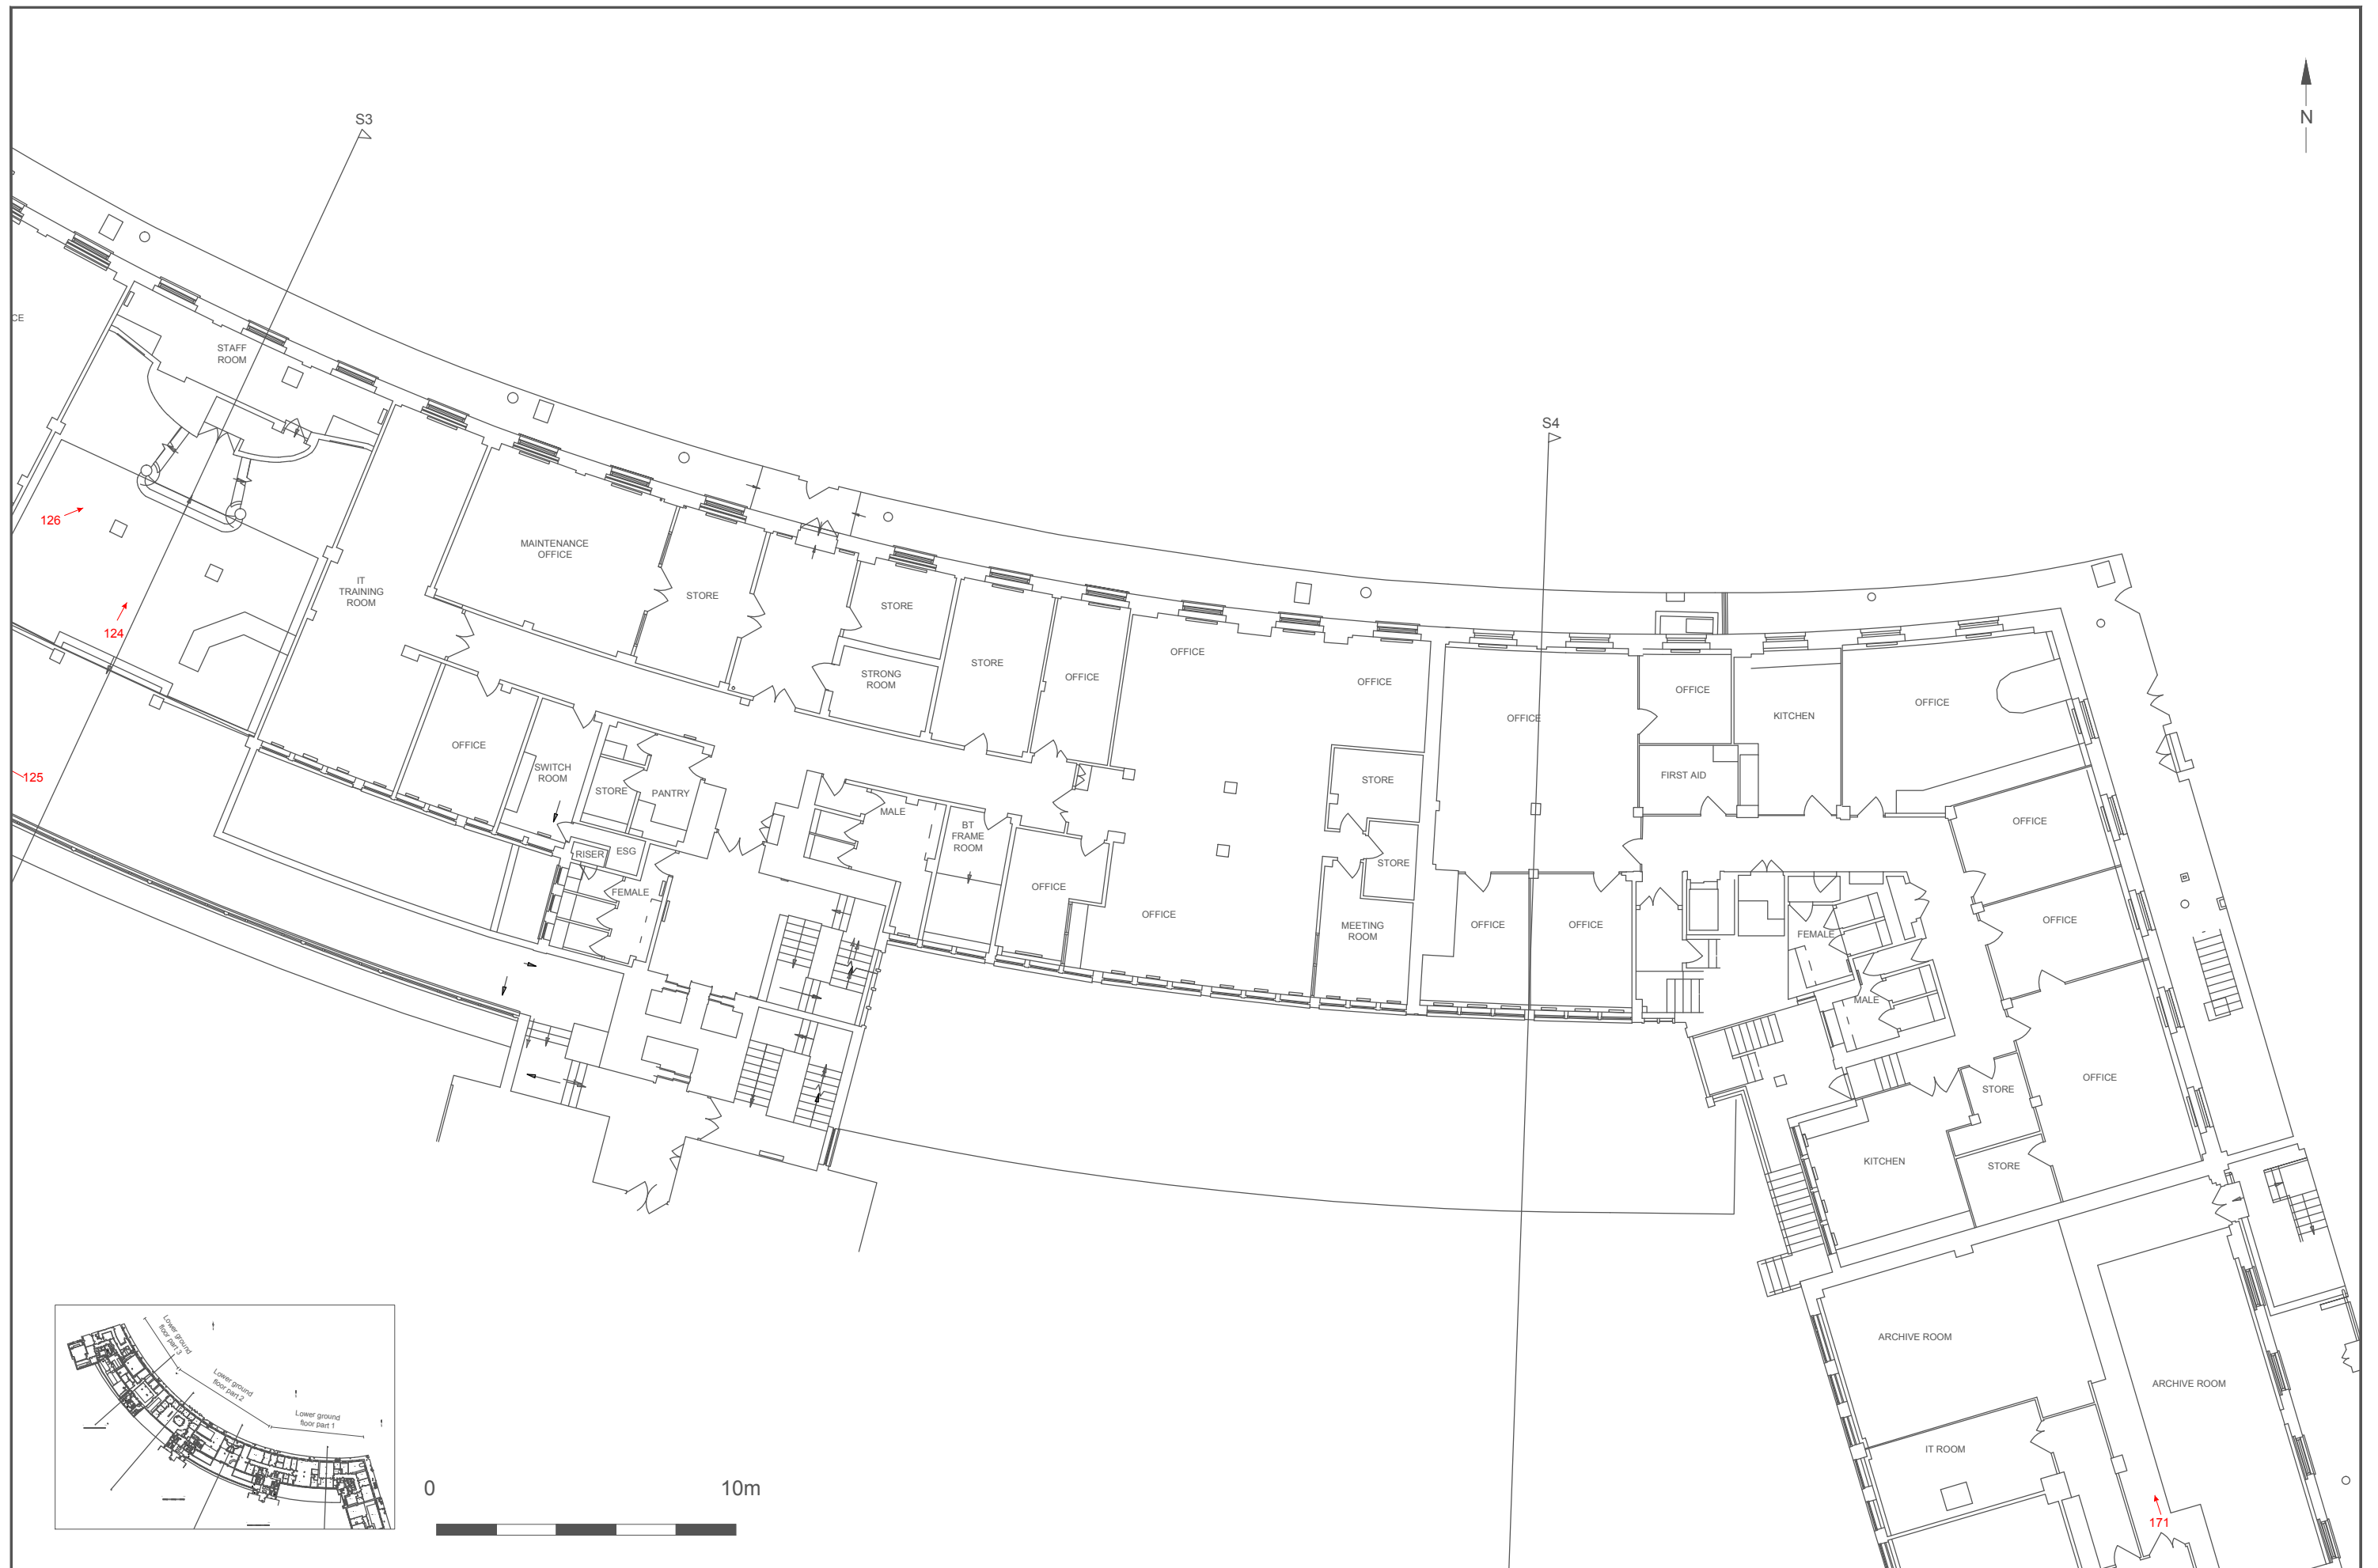 S3
N
CE
STAFF
ROOM
S4
126
MAINTENANCE
OFFICE
IT
TRAINING
ROOM
STORE
STORE
124
STRONG
ROOM
STORE
OFFICE
OFFICE
OFFICE
OFFICE
OFFICE
KITCHEN
OFFICE
OFFICE
SWITCH
ROOM
125
STORE
PANTRY
STORE
FIRST AID
MALE
BT
FRAME
ROOM
OFFICE
RISER
ESG
STORE
FEMALE
OFFICE
OFFICE
MEETING
ROOM
OFFICE
OFFICE
FEMALE
OFFICE
MALE
OFFICE
STORE
KITCHEN
STORE
ARCHIVE ROOM
ARCHIVE ROOM
IT ROOM
171
Lower ground
floor part 3
Lower ground
floor part 2
Lower ground
floor part 1
0
10m